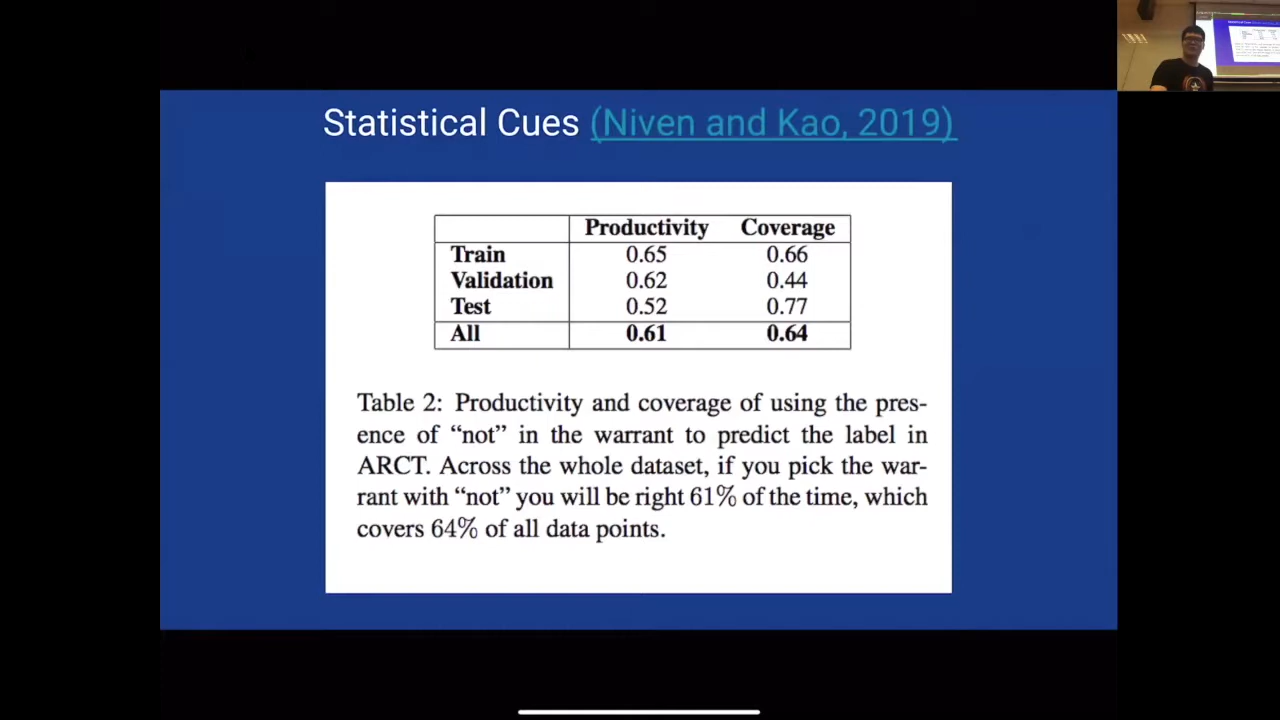 Statistical Cues (Niven and Kao, 2019)
Productivity Coverage
Train 0.65 0.66
Validation 0.62 0.44
Test 0.52 0.77
All 0.61 0.64
Table 2: Productivity and coverage of using the pres-
ence of “not” in the warrant to predict the label in
ARCT. Across the whole dataset, if you pick the war-
rant with “not” you will be right 61% of the time, which
covers 64% of all data points.